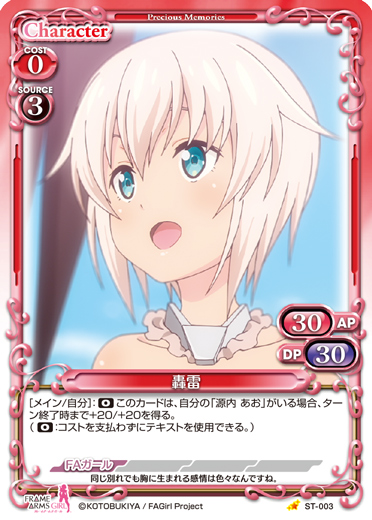 Precious Memories
Character
COST
0
SOURCE
3
30 AP
DP 30
轟雷
[メイン/自分]: 0 このカードは、自分の「源内 あお」がいる場合、ター
ン終了時まで+20/+20を得る。
( 0 :コストを支払わずにテキストを使用できる。)
FAガール
同じ別れでも胸に生まれる感情は色々なんですね。
FRAME
ARMS GIRL
©KOTOBUKIYA / FAGirl Project
ST-003